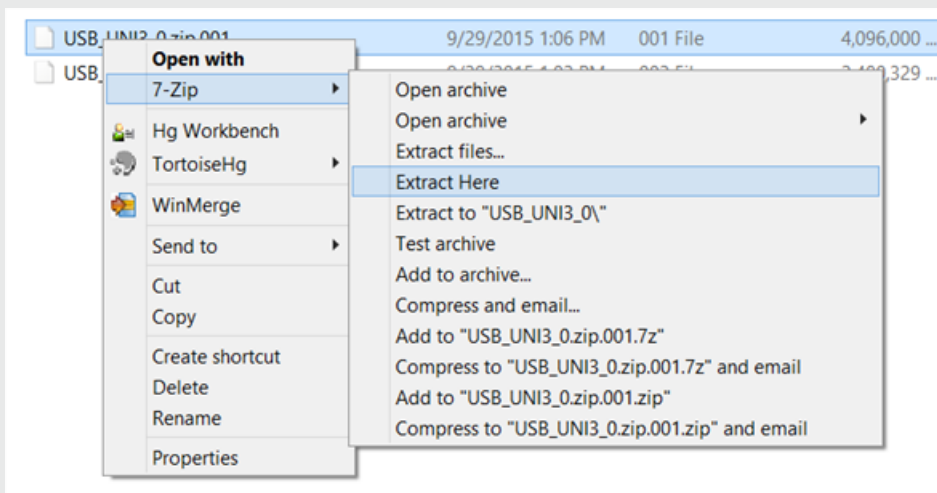 USB_UNI3_0.zip.001 9/29/2015 1:06 PM 001 File 4,096,000 ...
USB_ ,329 ...
Open with
7-Zip
Hg Workbench
TortoiseHg
WinMerge
Send to
Cut
Copy
Create shortcut
Delete
Rename
Properties
Open archive
Open archive
Extract files...
Extract Here
Extract to "USB_UNI3_0\"
Test archive
Add to archive...
Compress and email...
Add to "USB_UNI3_0.zip.001.7z"
Compress to "USB_UNI3_0.zip.001.7z" and email
Add to "USB_UNI3_0.zip.001.zip"
Compress to "USB_UNI3_0.zip.001.zip" and email